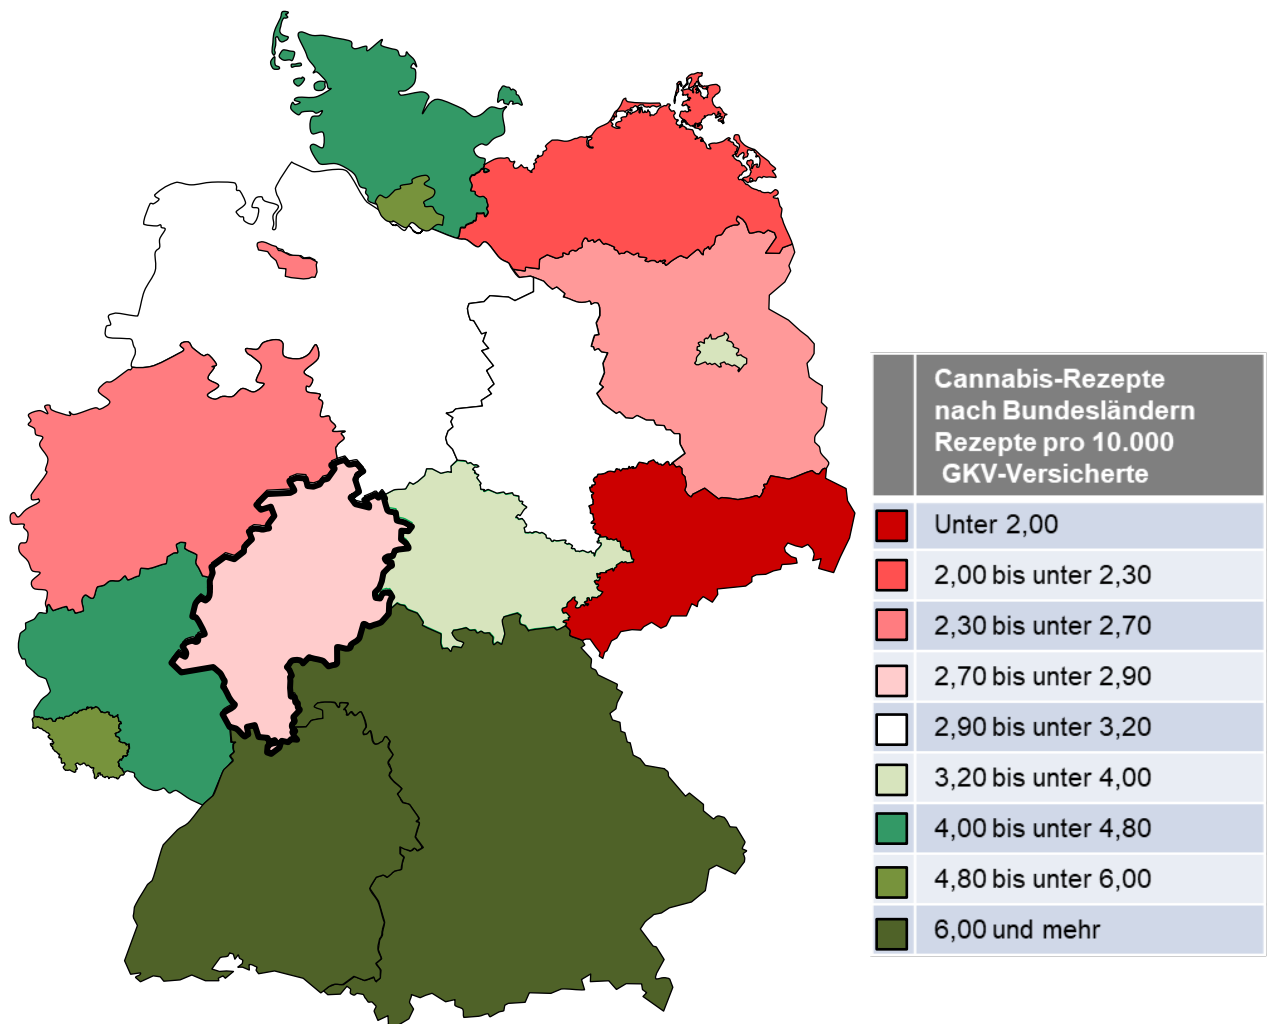 Cannabis-Rezepte
nach Bundesländern
Rezepte pro 10.000
GKV-Versicherte
Unter 2,00
2,00 bis unter 2,30
2,30 bis unter 2,70
2,70 bis unter 2,90
2,90 bis unter 3,20
3,20 bis unter 4,00
4,00 bis unter 4,80
4,80 bis unter 6,00
6,00 und mehr